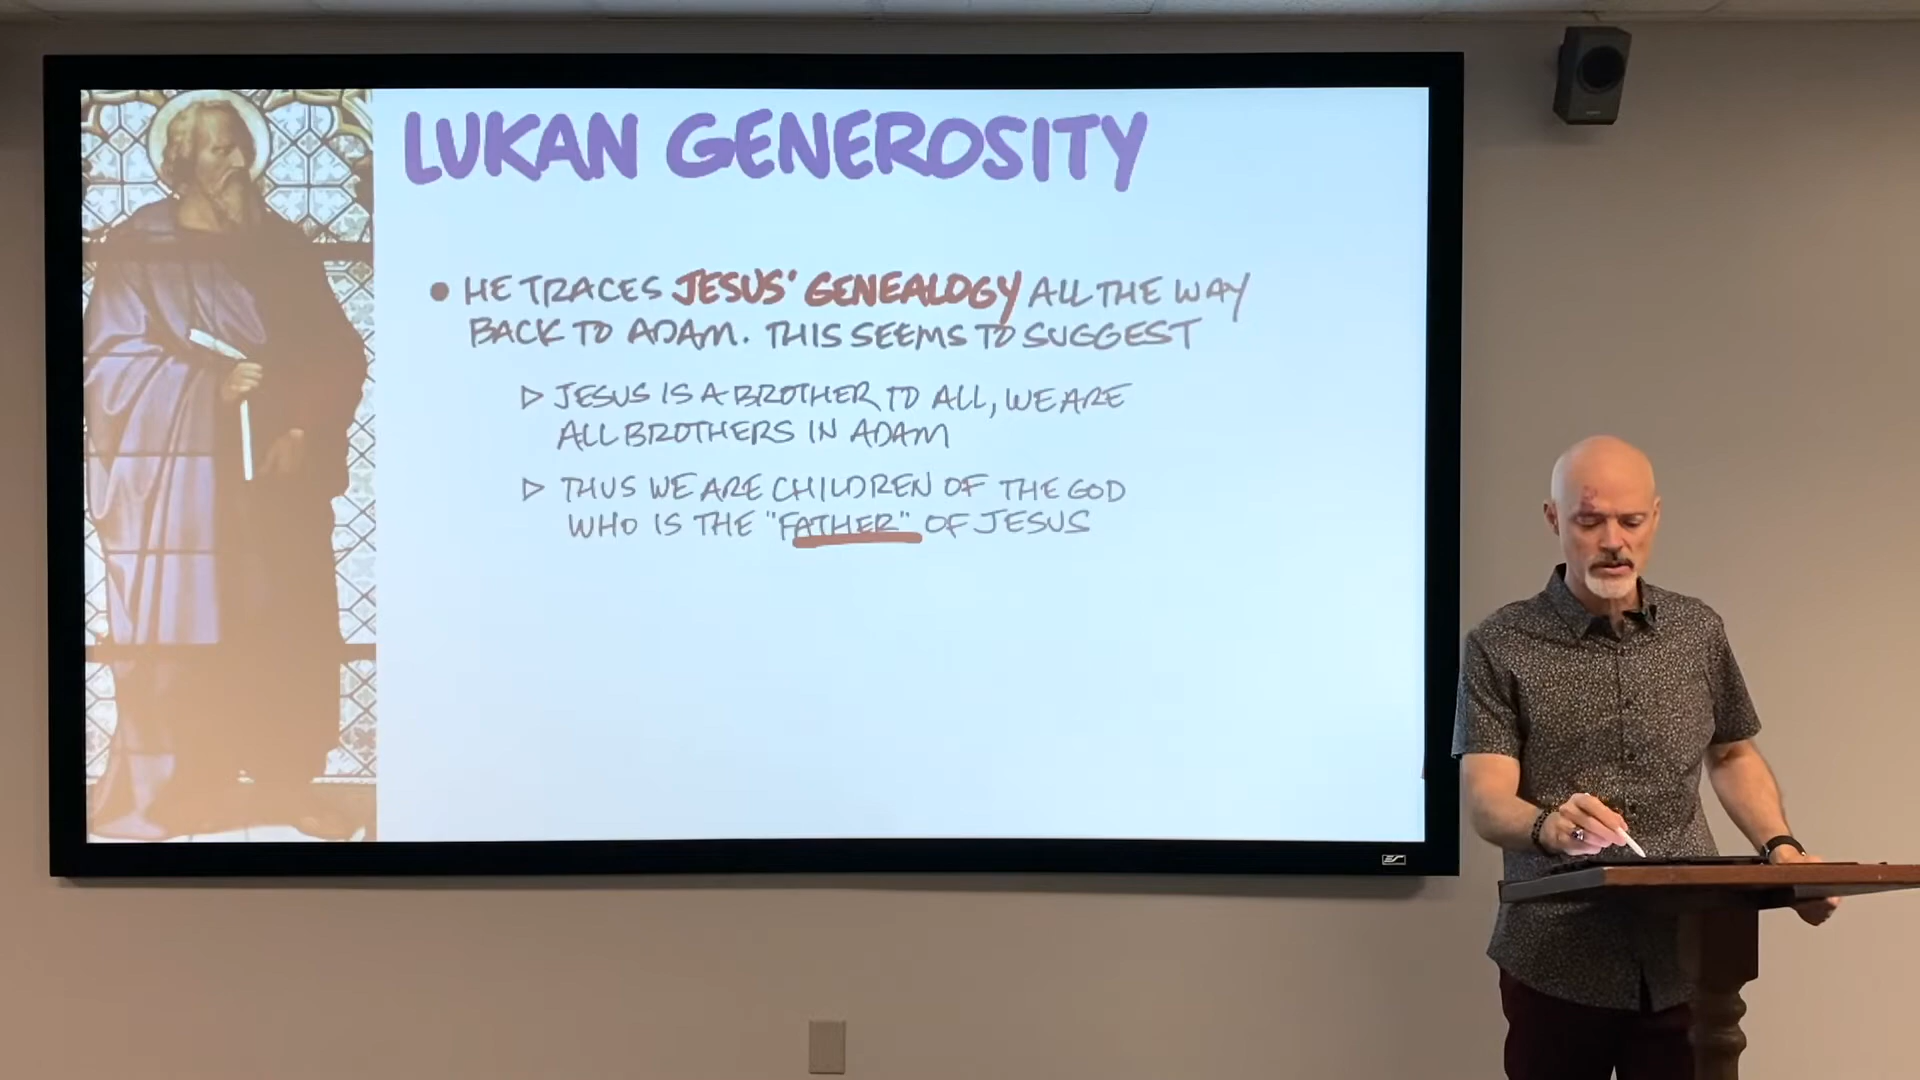 LUKAN GENEROSITY
• HE TRACES JESUS' GENEALOGY ALL THE WAY
BACK TO ADAM. THIS SEEMS TO SUGGEST
▷ JESUS IS A BROTHER TO ALL, WE ARE
ALL BROTHERS IN ADAM
▷ THUS WE ARE CHILDREN OF THE GOD
WHO IS THE "FATHER" OF JESUS